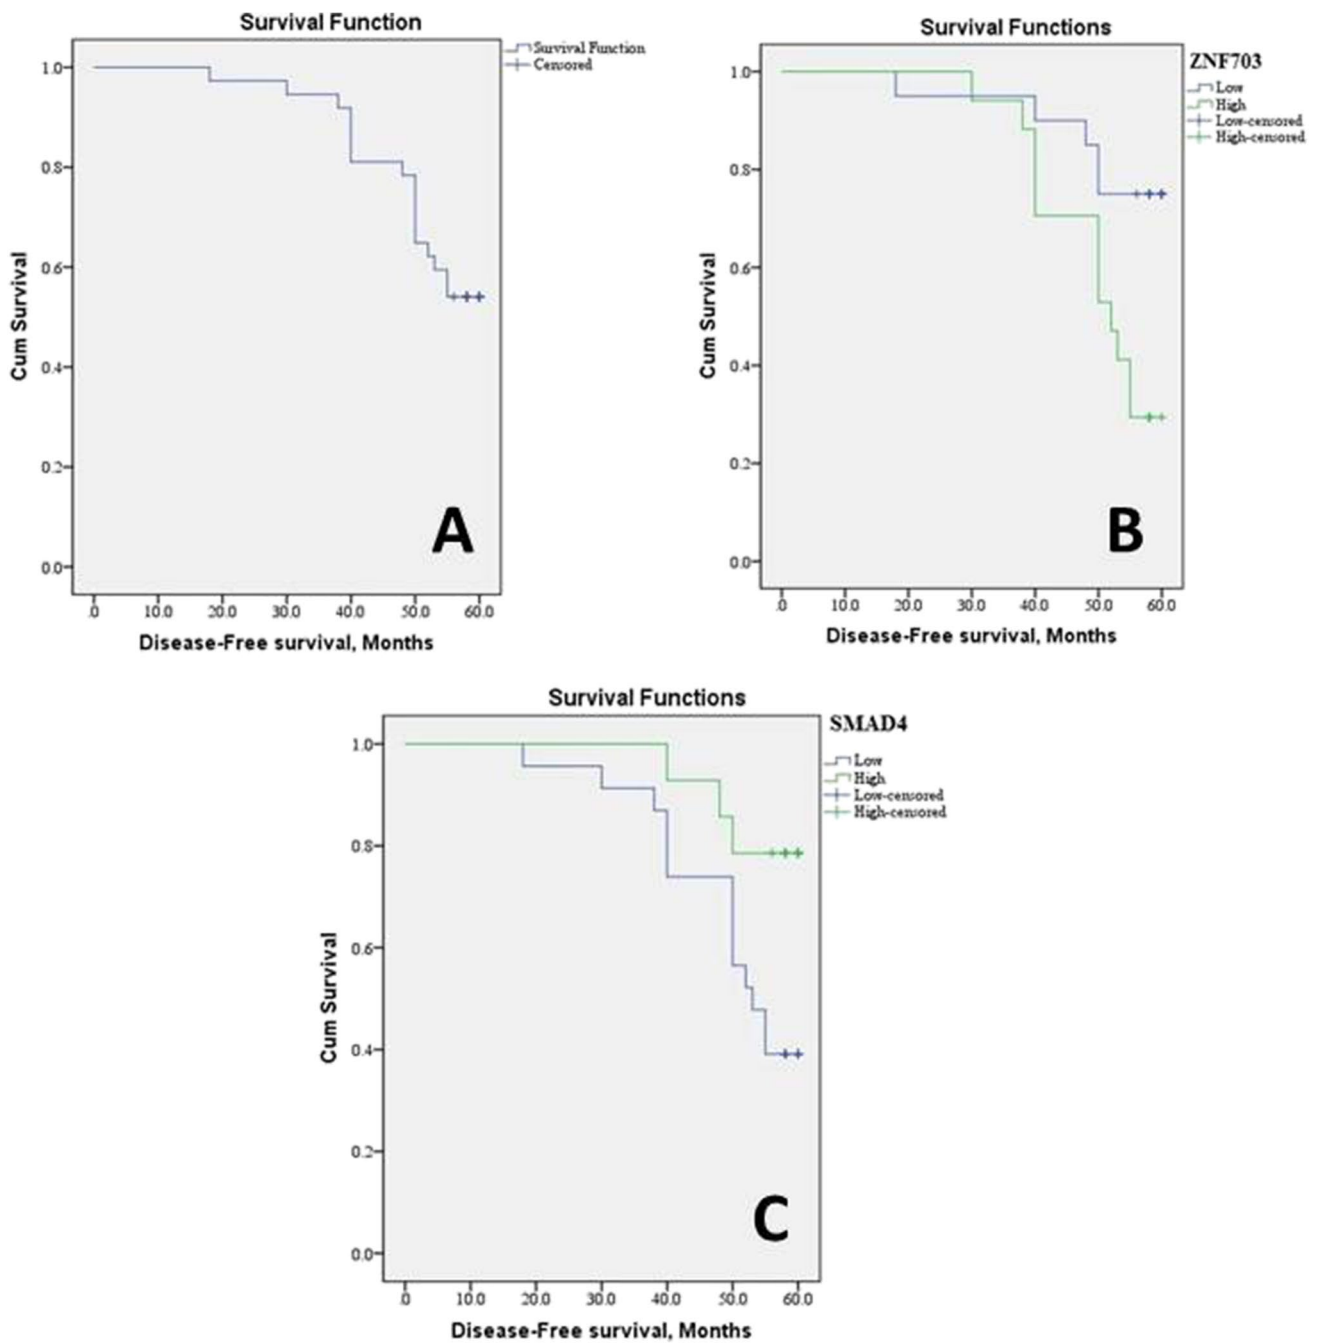 Survival Function
Survival Function
Censored
1.0
0.8
0.6
0.4
0.2
0.0
Cum Survival
A
.0 10.0 20.0 30.0 40.0 50.0 60.0
Disease-Free survival, Months
Survival Functions
ZNF703
Low
High
Low-censored
High-censored
1.0
0.8
0.6
0.4
0.2
0.0
Cum Survival
B
.0 10.0 20.0 30.0 40.0 50.0 60.0
Disease-Free survival, Months
Survival Functions
SMAD4
Low
High
Low-censored
High-censored
1.0
0.8
0.6
0.4
0.2
0.0
Cum Survival
C
.0 10.0 20.0 30.0 40.0 50.0 60.0
Disease-Free survival, Months